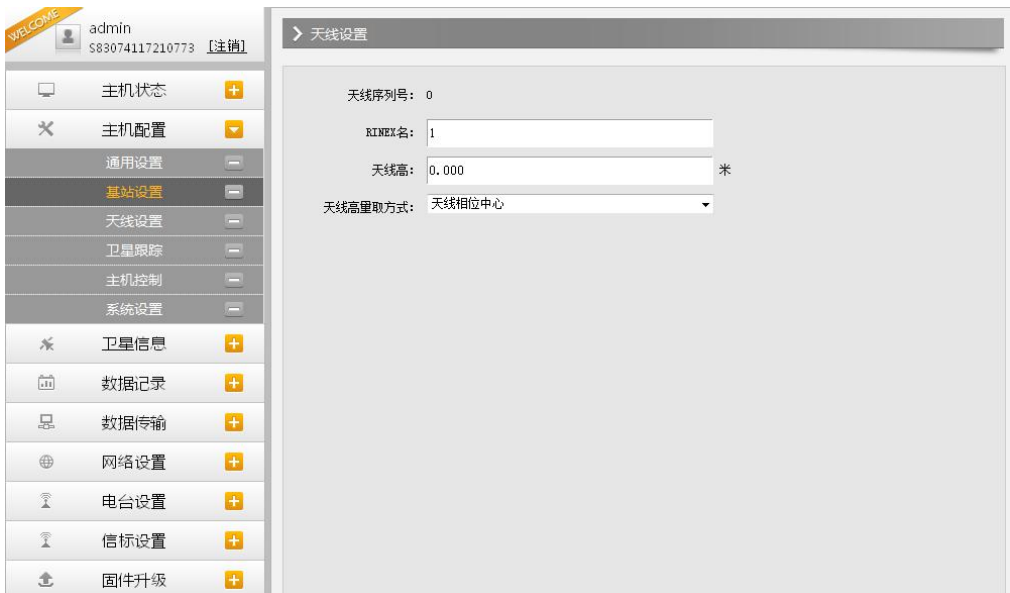 WELCOME
admin
S83074117210773 [注销]
主机状态
主机配置
通用设置
基站设置
天线设置
卫星跟踪
主机控制
系统设置
卫星信息
数据记录
数据传输
网络设置
电台设置
信标设置
固件升级
天线设置
天线序列号: 0
RINEX名: 1
天线高: 0.000 米
天线高量取方式: 天线相位中心